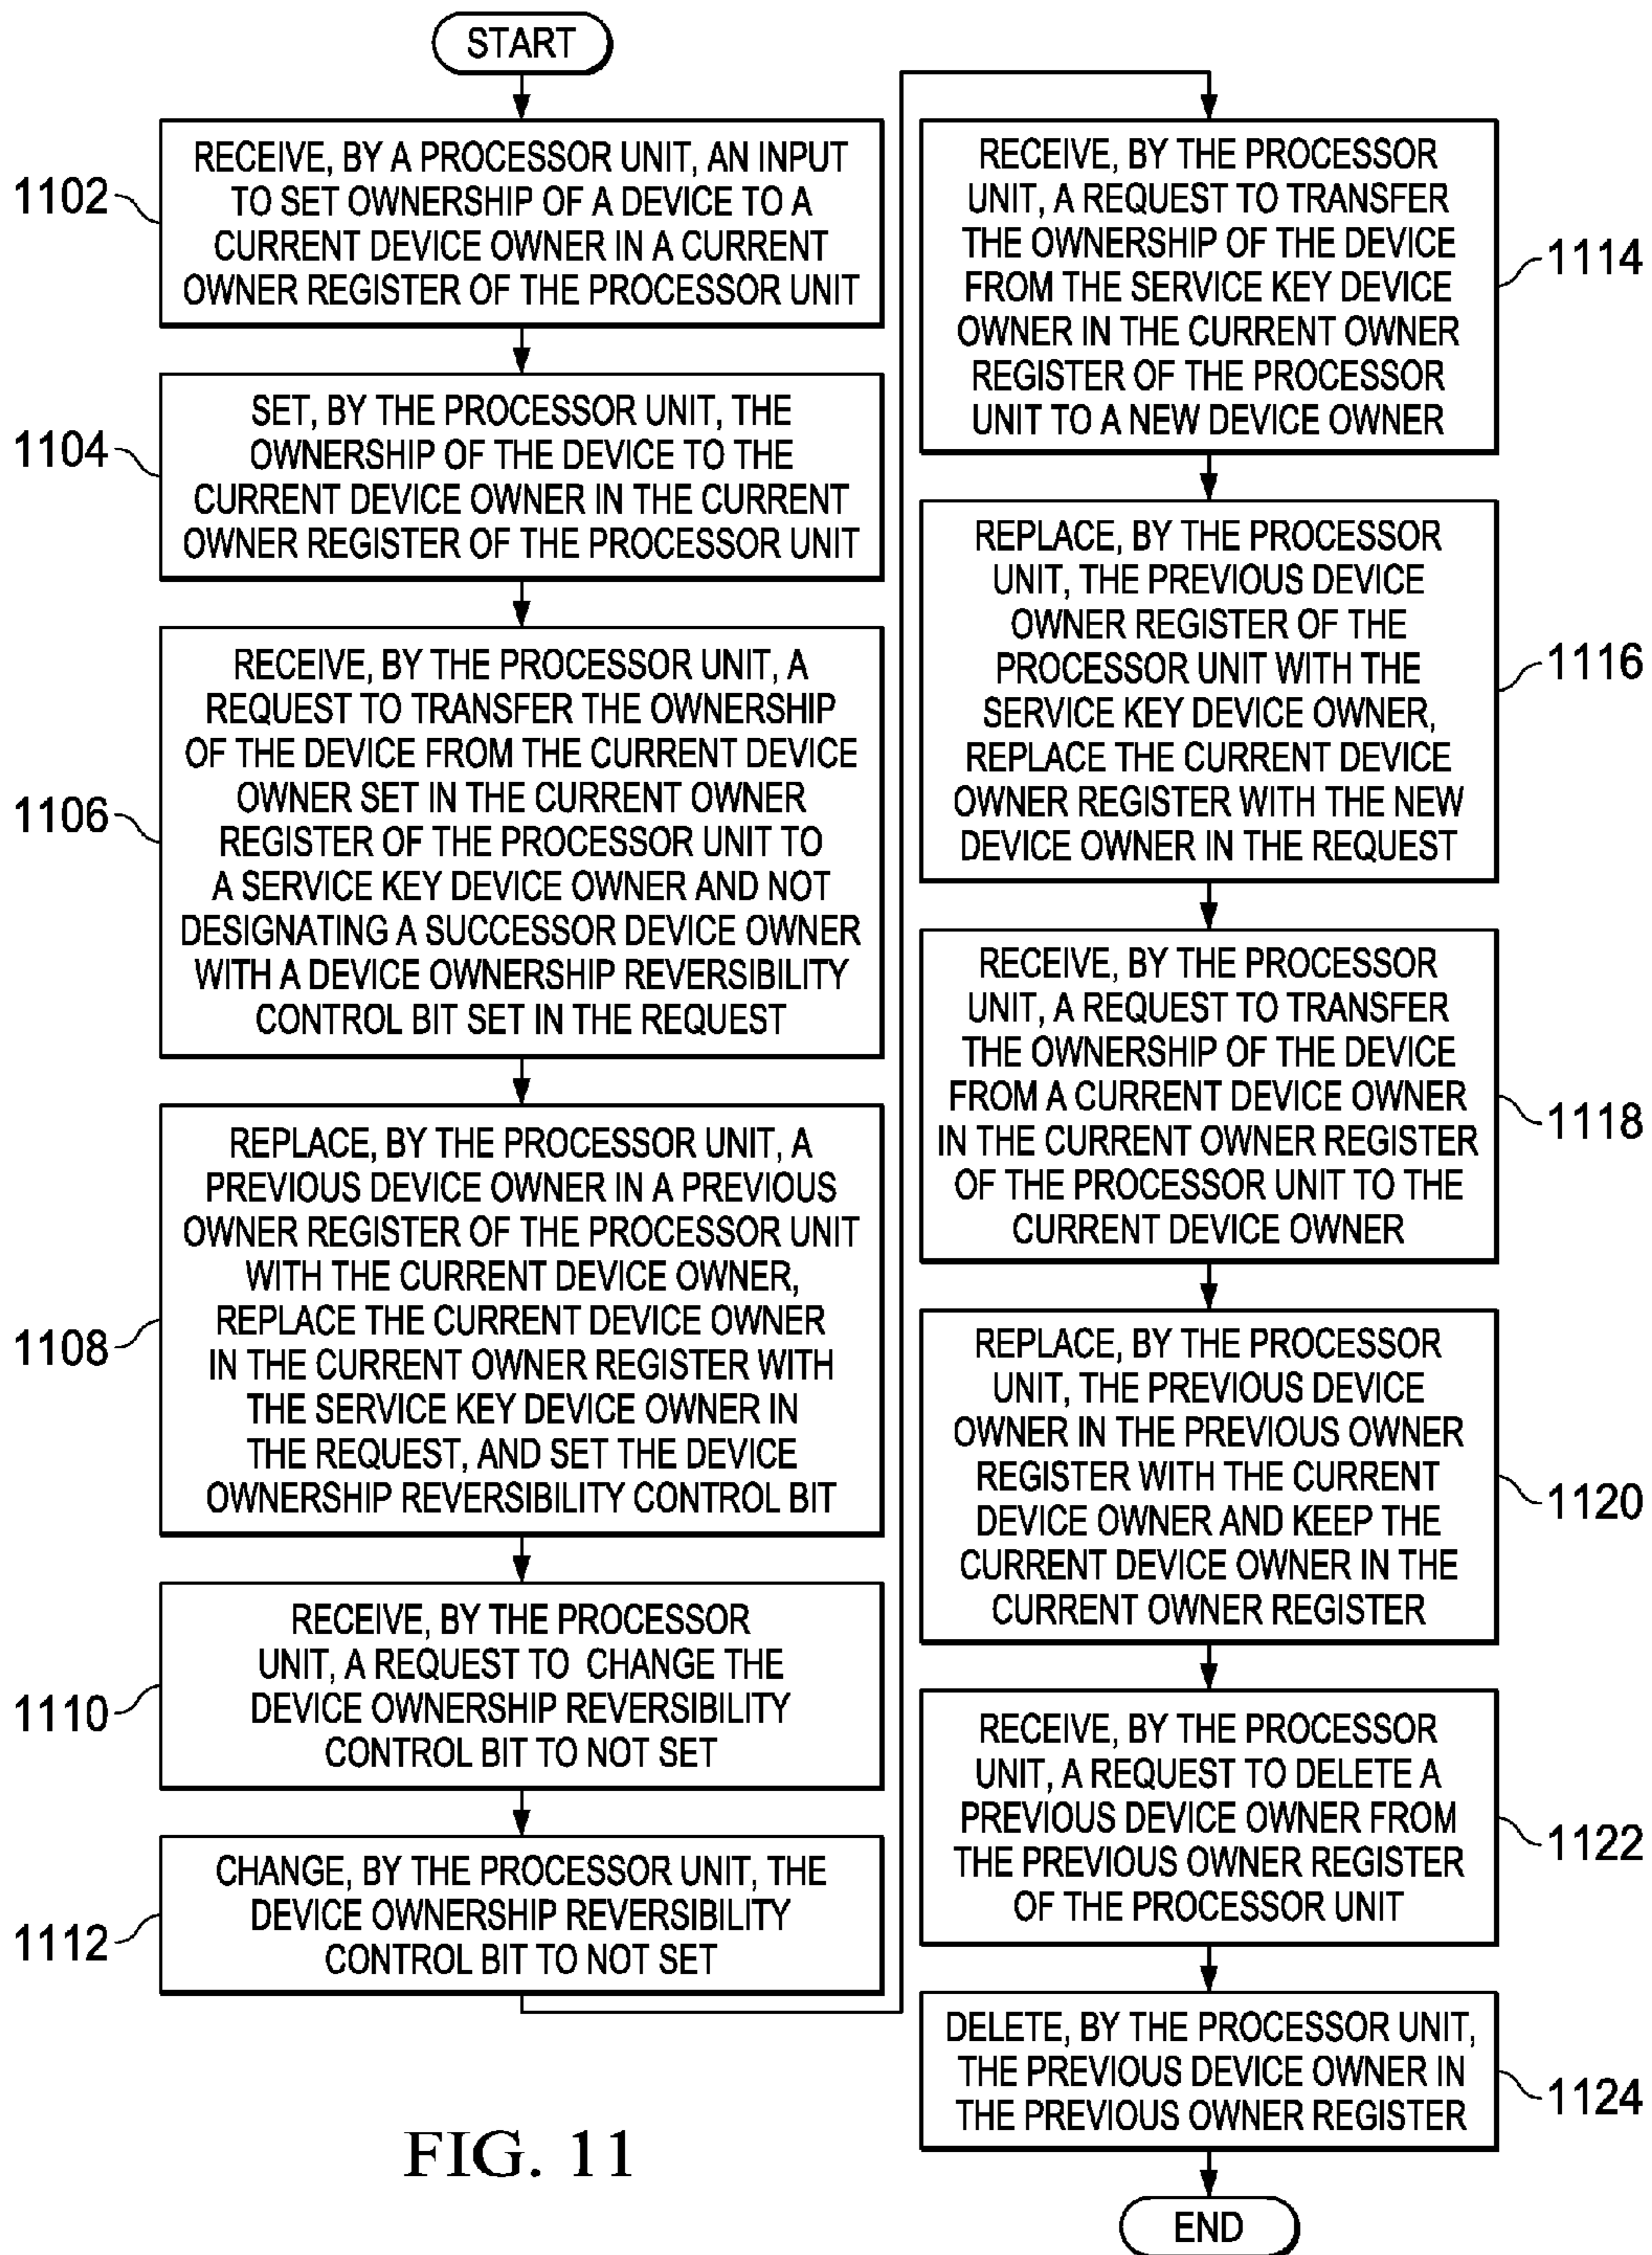 START
1102
RECEIVE, BY A PROCESSOR UNIT, AN INPUT
TO SET OWNERSHIP OF A DEVICE TO A
CURRENT DEVICE OWNER IN A CURRENT
OWNER REGISTER OF THE PROCESSOR UNIT
1104
SET, BY THE PROCESSOR UNIT, THE
OWNERSHIP OF THE DEVICE TO THE
CURRENT DEVICE OWNER IN THE CURRENT
OWNER REGISTER OF THE PROCESSOR UNIT
1106
RECEIVE, BY THE PROCESSOR UNIT, A
REQUEST TO TRANSFER THE OWNERSHIP
OF THE DEVICE FROM THE CURRENT DEVICE
OWNER SET IN THE CURRENT OWNER
REGISTER OF THE PROCESSOR UNIT TO
A SERVICE KEY DEVICE OWNER AND NOT
DESIGNATING A SUCCESSOR DEVICE OWNER
WITH A DEVICE OWNERSHIP REVERSIBILITY
CONTROL BIT SET IN THE REQUEST
1108
REPLACE, BY THE PROCESSOR UNIT, A
PREVIOUS DEVICE OWNER IN A PREVIOUS
OWNER REGISTER OF THE PROCESSOR UNIT
WITH THE CURRENT DEVICE OWNER,
REPLACE THE CURRENT DEVICE OWNER
IN THE CURRENT OWNER REGISTER WITH
THE SERVICE KEY DEVICE OWNER IN
THE REQUEST, AND SET THE DEVICE
OWNERSHIP REVERSIBILITY CONTROL BIT
1110
RECEIVE, BY THE PROCESSOR
UNIT, A REQUEST TO CHANGE THE
DEVICE OWNERSHIP REVERSIBILITY
CONTROL BIT TO NOT SET
1112
CHANGE, BY THE PROCESSOR UNIT, THE
DEVICE OWNERSHIP REVERSIBILITY
CONTROL BIT TO NOT SET
RECEIVE, BY THE PROCESSOR
UNIT, A REQUEST TO TRANSFER
THE OWNERSHIP OF THE DEVICE
FROM THE SERVICE KEY DEVICE
OWNER IN THE CURRENT OWNER
REGISTER OF THE PROCESSOR
UNIT TO A NEW DEVICE OWNER
1114
REPLACE, BY THE PROCESSOR
UNIT, THE PREVIOUS DEVICE
OWNER REGISTER OF THE
PROCESSOR UNIT WITH THE
SERVICE KEY DEVICE OWNER,
REPLACE THE CURRENT DEVICE
OWNER REGISTER WITH THE NEW
DEVICE OWNER IN THE REQUEST
1116
RECEIVE, BY THE PROCESSOR
UNIT, A REQUEST TO TRANSFER
THE OWNERSHIP OF THE DEVICE
FROM A CURRENT DEVICE OWNER
IN THE CURRENT OWNER REGISTER
OF THE PROCESSOR UNIT TO THE
CURRENT DEVICE OWNER
1118
REPLACE, BY THE PROCESSOR
UNIT, THE PREVIOUS DEVICE
OWNER IN THE PREVIOUS OWNER
REGISTER WITH THE CURRENT
DEVICE OWNER AND KEEP THE
CURRENT DEVICE OWNER IN THE
CURRENT OWNER REGISTER
1120
RECEIVE, BY THE PROCESSOR
UNIT, A REQUEST TO DELETE A
PREVIOUS DEVICE OWNER FROM
THE PREVIOUS OWNER REGISTER
OF THE PROCESSOR UNIT
1122
DELETE, BY THE PROCESSOR UNIT,
THE PREVIOUS DEVICE OWNER IN
THE PREVIOUS OWNER REGISTER
1124
END
FIG. 11